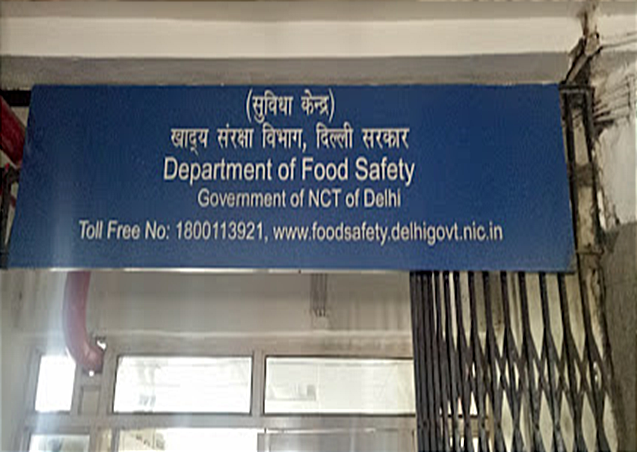 (सुविधा केन्द्र)
खाद्य संरक्षा विभाग, दिल्ली सरकार
Department of Food Safety
Government of NCT of Delhi
Toll Free No: 1800113921, www.foodsafety.delhigovt.nic.in